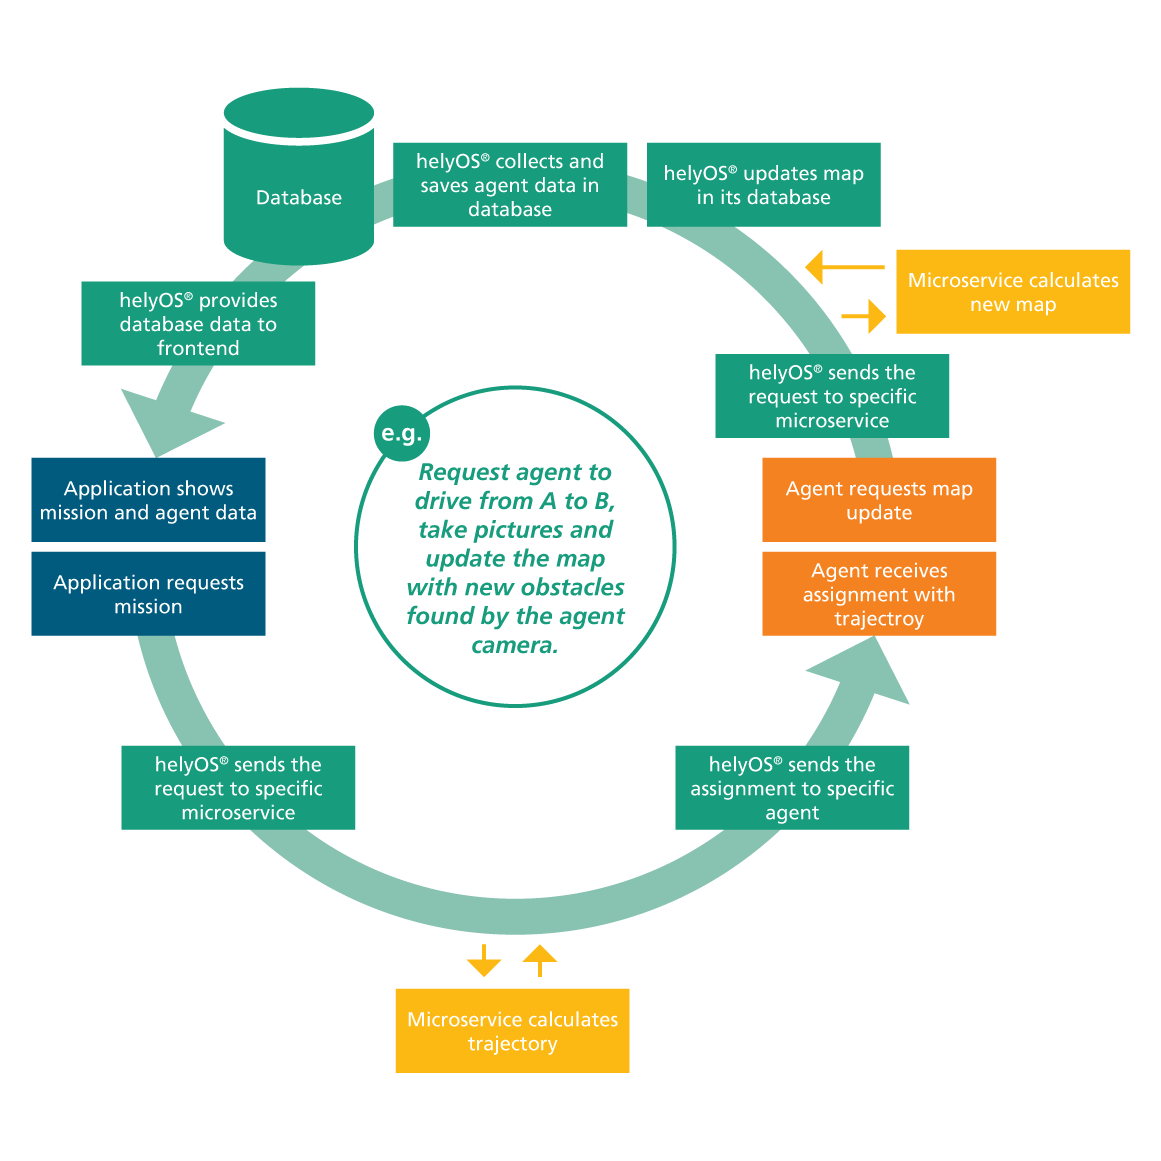 Database
helyOS® collects and
saves agent data in
database
helyOS® updates map
in its database
Microservice calculates
new map
helyOS® provides
database data to
frontend
helyOS® sends the
request to specific
microservice
e.g.
Request agent to
drive from A to B,
take pictures and
update the map
with new obstacles
found by the agent
camera.
Application shows
mission and agent data
Agent requests map
update
Application requests
mission
Agent receives
assignment with
trajectroy
helyOS® sends the
request to specific
microservice
helyOS® sends the
assignment to specific
agent
Microservice calculates
trajectory